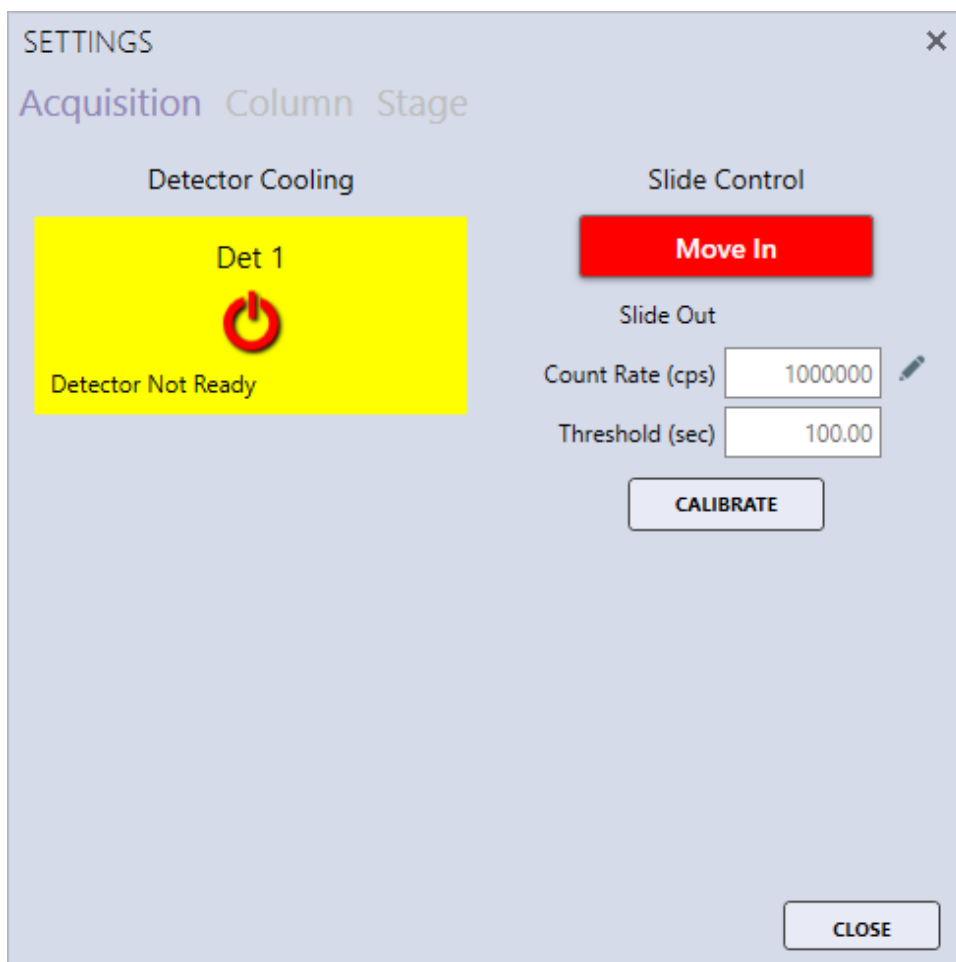 SETTINGS
Acquisition Column Stage
Detector Cooling
Det 1
Detector Not Ready
Slide Control
Move In
Slide Out
Count Rate (cps) 1000000
Threshold (sec) 100.00
CALIBRATE
CLOSE